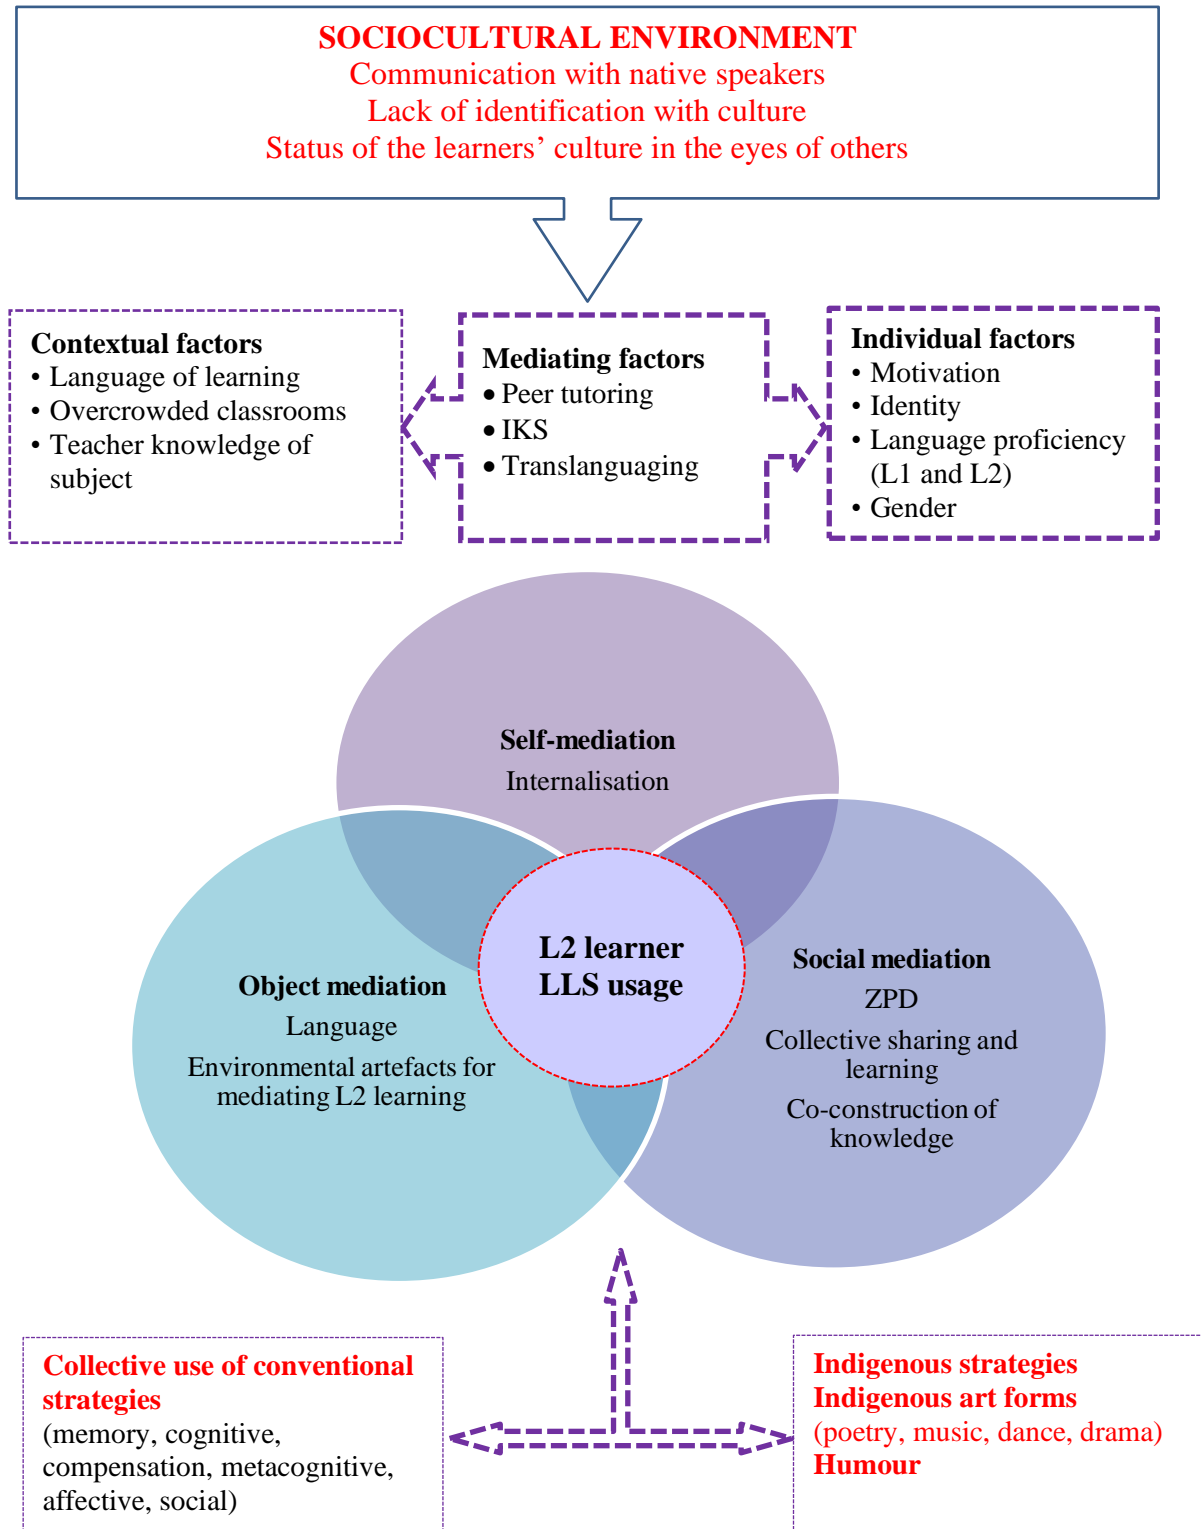 SOCIOCULTURAL ENVIRONMENT
Communication with native speakers
Lack of identification with culture
Status of the learners’ culture in the eyes of others
Contextual factors
• Language of learning
• Overcrowded classrooms
• Teacher knowledge of
subject
Mediating factors
• Peer tutoring
• IKS
• Translanguaging
Individual factors
• Motivation
• Identity
• Language proficiency
(L1 and L2)
• Gender
Self-mediation
Internalisation
L2 learner
LLS usage
Object mediation
Language
Environmental artefacts for
mediating L2 learning
Social mediation
ZPD
Collective sharing and
learning
Co-construction of
knowledge
Collective use of conventional
strategies
(memory, cognitive,
compensation, metacognitive,
affective, social)
Indigenous strategies
Indigenous art forms
(poetry, music, dance, drama)
Humour